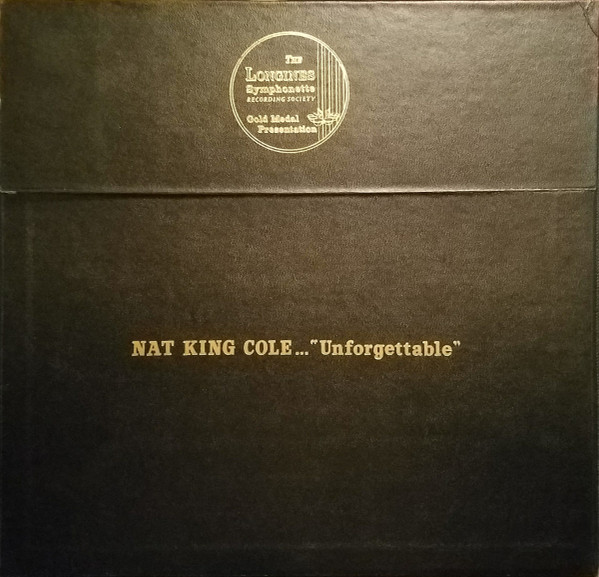 THE
LONGINES
Symphonette
RECORDING SOCIETY
Gold Medal
Presentation
NAT KING COLE..."Unforgettable"